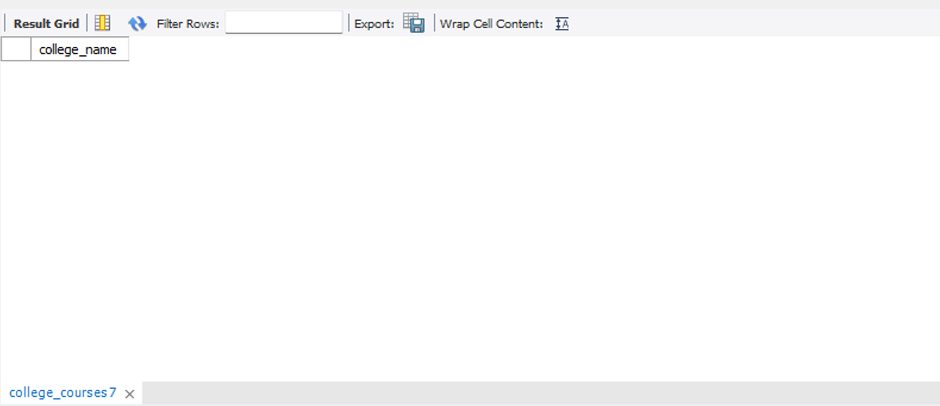 Result Grid Filter Rows: Export: Wrap Cell Content:
college_name
college_courses7